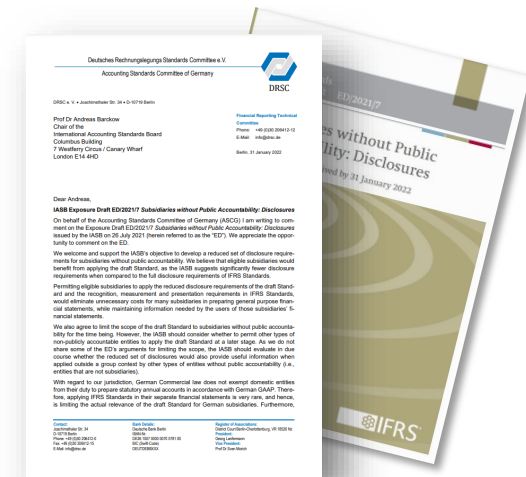 Deutsches Rechnungslegungs Standards Committee e.V.
Accounting Standards Committee of Germany
DRSC
DRSC e. V. • Joachimsthaler Str. 34 • D-10719 Berlin
Prof Dr Andreas Barckow
Chair of the
International Accounting Standards Board
Columbus Building
7 Westferry Circus / Canary Wharf
London E14 4HD
Financial Reporting Technical
Committee
Phone: +49 (0)30 206412-12
E-Mail: info@drsc.de
Berlin, 31 January 2022
Dear Andreas,
IASB Exposure Draft ED/2021/7 Subsidiaries without Public Accountability: Disclosures
On behalf of the Accounting Standards Committee of Germany (ASCG) I am writing to com-
ment on the Exposure Draft ED/2021/7 Subsidiaries without Public Accountability: Disclosures
issued by the IASB on 26 July 2021 (herein referred to as the "ED"). We appreciate the oppor-
tunity to comment on the ED.
We welcome and support the IASB's objective to develop a reduced set of disclosure require-
ments for subsidiaries without public accountability. We believe that eligible subsidiaries would
benefit from applying the draft Standard, as the IASB suggests significantly fewer disclosure
requirements when compared to the full disclosure requirements of IFRS Standards.
Permitting eligible subsidiaries to apply the reduced disclosure requirements of the draft Stand-
ard and the recognition, measurement and presentation requirements in IFRS Standards,
would eliminate unnecessary costs for many subsidiaries in preparing general purpose finan-
cial statements, while maintaining information needed by the users of those subsidiaries' fi-
nancial statements.
We also agree to limit the scope of the draft Standard to subsidiaries without public accounta-
bility for the time being. However, the IASB should consider whether to permit other types of
non-publicly accountable entities to apply the draft Standard at a later stage. As we do not
share some of the ED's arguments for limiting the scope, the IASB should evaluate in due
course whether the reduced set of disclosures would also provide useful information when
applied outside a group context by other types of entities without public accountability (i.e.,
entities that are not subsidiaries).
With regard to our jurisdiction, German Commercial law does not exempt domestic entities
from their duty to prepare statutory annual accounts in accordance with German GAAP. There-
fore, applying IFRS Standards in their separate financial statements is very rare, and hence,
is limiting the actual relevance of the draft Standard for German subsidiaries. Furthermore,
Contact:
Joachimsthaler Str. 34
D-10719 Berlin
Phone: +49 (0)30 206412-0
Fax: +49 (0)30 206412-15
E-Mail: info@drsc.de
Bank Details:
Deutsche Bank Berlin
IBAN-Nr.
BIC (Swift-Code)
DEUTDEBBXXX
Register of Associations:
District Court Berlin-Charlottenburg, VR 18526 Nz
President:
Georg Lanfermann
Vice President:
Prof Dr Sven Morich
ED/2021/7
es without Public
ility: Disclosures
ived by 31 January 2022
IFRS